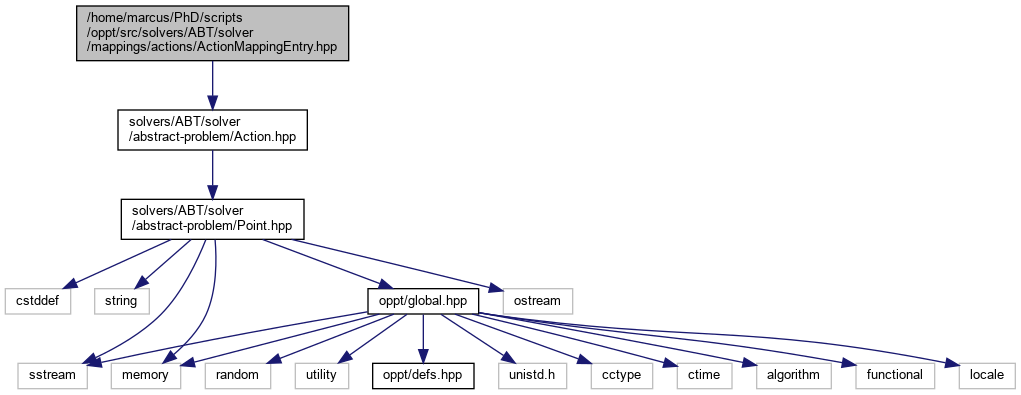 /home/marcus/PhD/scripts
/oppt/src/solvers/ABT/solver
/mappings/actions/ActionMappingEntry.hpp
solvers/ABT/solver
/abstract-problem/Action.hpp
solvers/ABT/solver
/abstract-problem/Point.hpp
cstddef
string
oppt/global.hpp
ostream
sstream
memory
random
utility
oppt/defs.hpp
unistd.h
cctype
ctime
algorithm
functional
locale